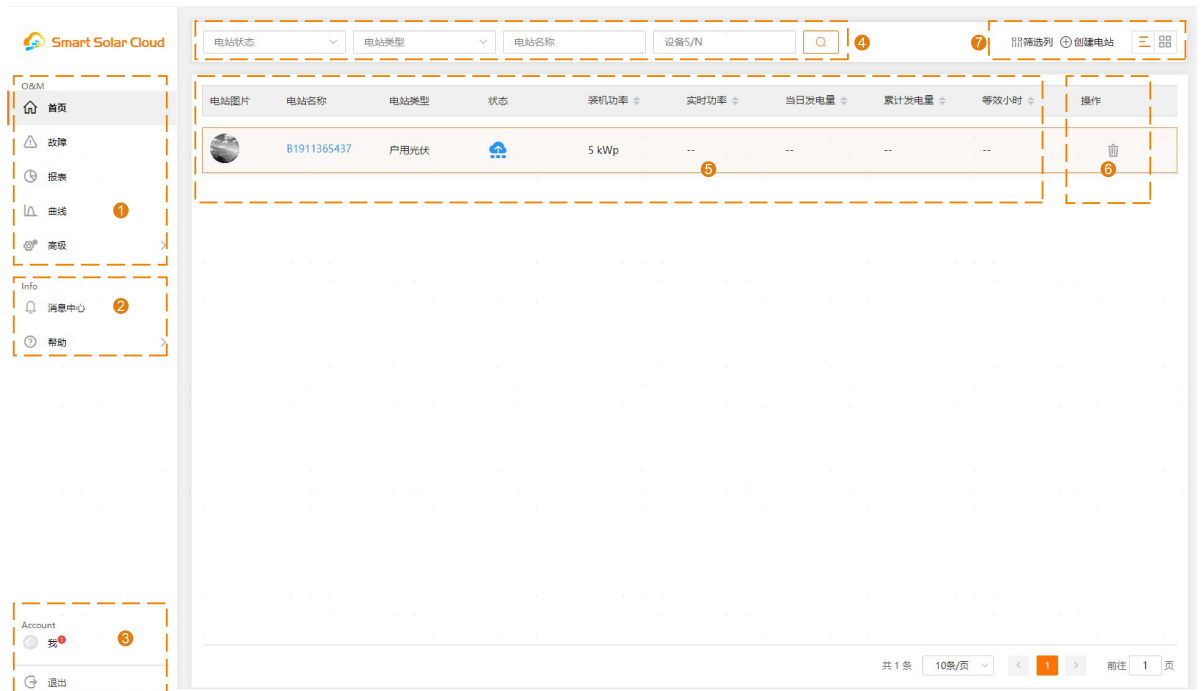 Smart Solar Cloud
O&M
首页
故障
报表
曲线
1
高级
Info
消息中心
2
帮助
Account
我
!
3
退出
电站状态 电站类型 电站名称 设备S/N 4
7 筛选列 创建电站
电站图片 电站名称 电站类型 状态 装机功率 实时功率 当日发电量 累计发电量 等效小时 操作
B1911365437 户用光伏 5 kWp -- -- -- --
5 6
共 1 条 10条/页 1 前往 1 页